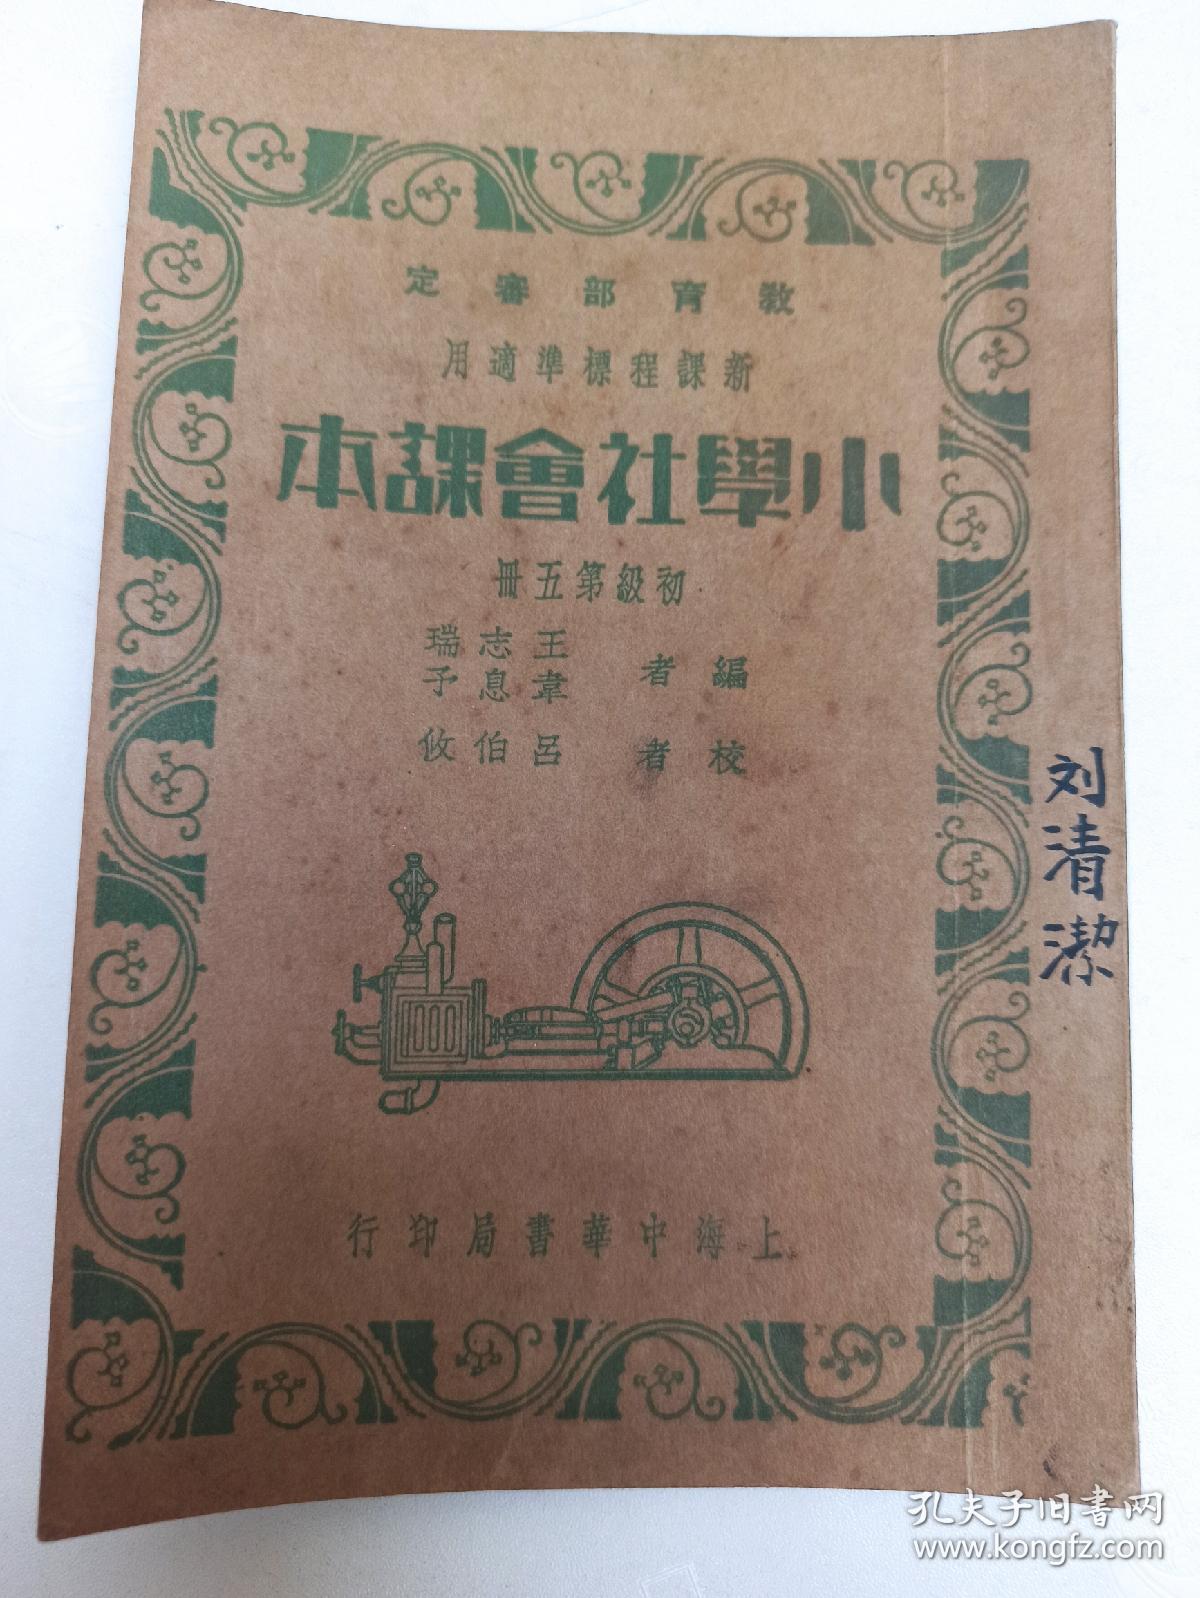 教育部審定
新課程標準適用
小學社會課本
初級第五冊
編者 王志瑞
韋息予
校者 呂伯攸
上海中華書局印行
刘清潔
孔夫子旧书网
www.kongfz.com